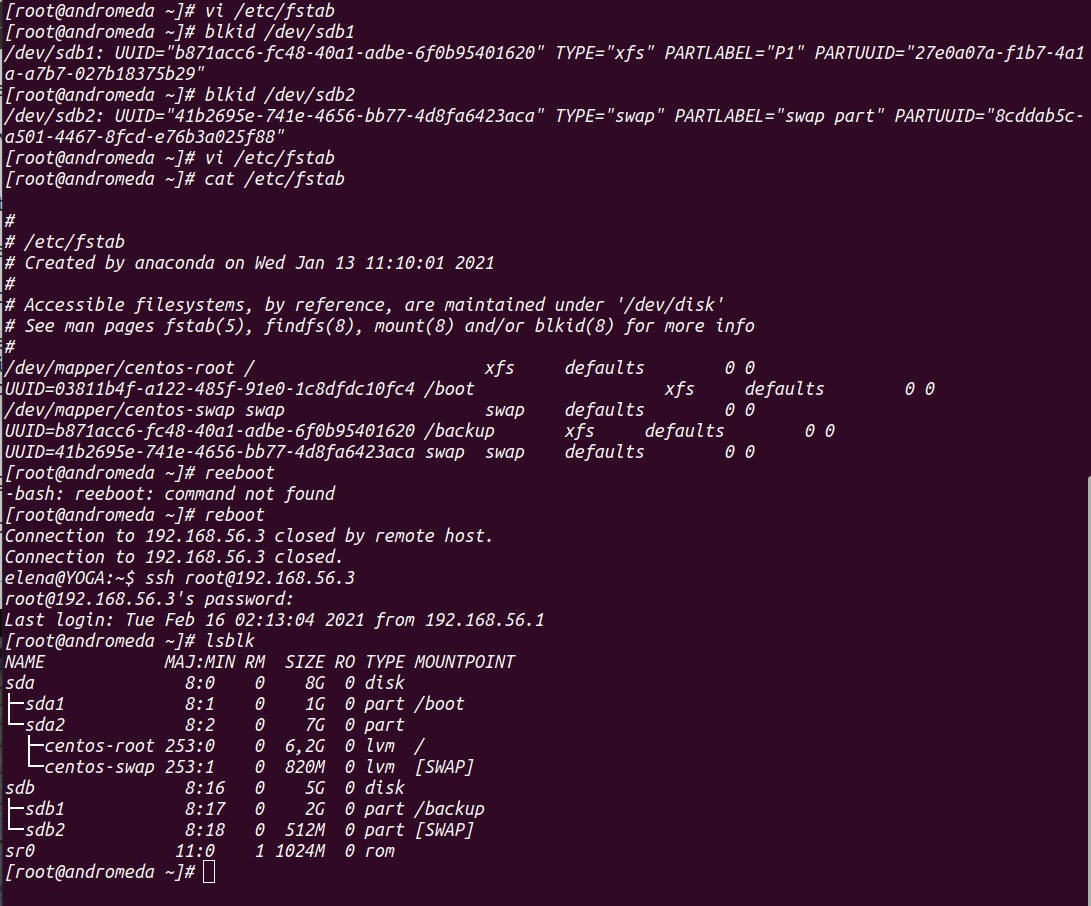 [root@andromeda ~]# vi /etc/fstab
[root@andromeda ~]# blkid /dev/sdb1
/dev/sdb1: UUID="b871acc6-fc48-40a1-adbe-6f0b95401620" TYPE="xfs" PARTLABEL="P1" PARTUUID="27e0a07a-f1b7-4a1
a-a7b7-027b18375b29"
[root@andromeda ~]# blkid /dev/sdb2
/dev/sdb2: UUID="41b2695e-741e-4656-bb77-4d8fa6423aca" TYPE="swap" PARTLABEL="swap part" PARTUUID="8cddab5c-
a501-4467-8fcd-e76b3a025f88"
[root@andromeda ~]# vi /etc/fstab
[root@andromeda ~]# cat /etc/fstab

#
# /etc/fstab
# Created by anaconda on Wed Jan 13 11:10:01 2021
#
# Accessible filesystems, by reference, are maintained under '/dev/disk'
# See man pages fstab(5), findfs(8), mount(8) and/or blkid(8) for more info
#
/dev/mapper/centos-root /                       xfs     defaults        0 0
UUID=03811b4f-a122-485f-91e0-1c8dfdc10fc4 /boot                   xfs     defaults        0 0
/dev/mapper/centos-swap swap                    swap    defaults        0 0
UUID=b871acc6-fc48-40a1-adbe-6f0b95401620 /backup       xfs     defaults        0 0
UUID=41b2695e-741e-4656-bb77-4d8fa6423aca swap  swap    defaults        0 0
[root@andromeda ~]# reeboot
-bash: reeboot: command not found
[root@andromeda ~]# reboot
Connection to 192.168.56.3 closed by remote host.
Connection to 192.168.56.3 closed.
elena@YOGA:~$ ssh root@192.168.56.3
root@192.168.56.3's password:
Last login: Tue Feb 16 02:13:04 2021 from 192.168.56.1
[root@andromeda ~]# lsblk
NAME            MAJ:MIN RM  SIZE RO TYPE MOUNTPOINT
sda               8:0    0    8G  0 disk
├─sda1            8:1    0    1G  0 part /boot
└─sda2            8:2    0    7G  0 part
  ├─centos-root 253:0    0  6,2G  0 lvm  /
  └─centos-swap 253:1    0  820M  0 lvm  [SWAP]
sdb               8:16   0    5G  0 disk
├─sdb1            8:17   0    2G  0 part /backup
└─sdb2            8:18   0  512M  0 part [SWAP]
sr0              11:0    1 1024M  0 rom
[root@andromeda ~]#